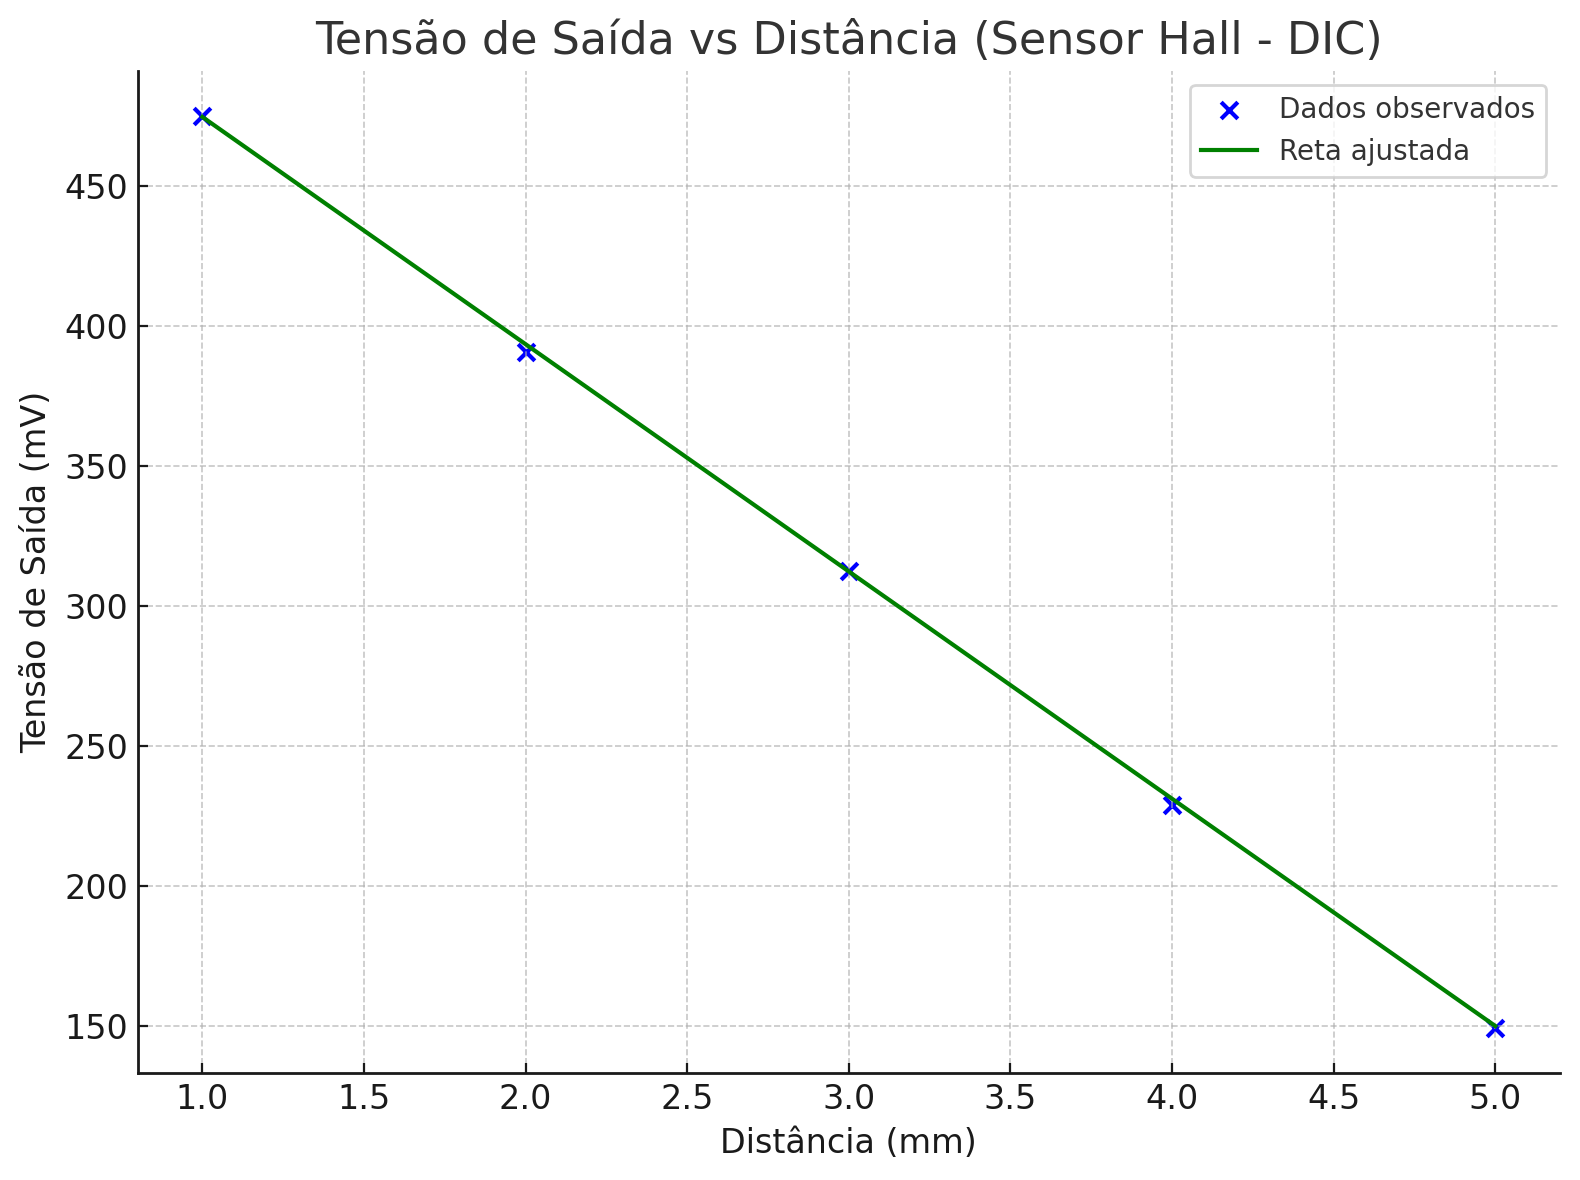 Tensão de Saída vs Distância (Sensor Hall - DIC)
Dados observados
Reta ajustada
Tensão de Saída (mV)
450
400
350
300
250
200
150
1.0 1.5 2.0 2.5 3.0 3.5 4.0 4.5 5.0
Distância (mm)